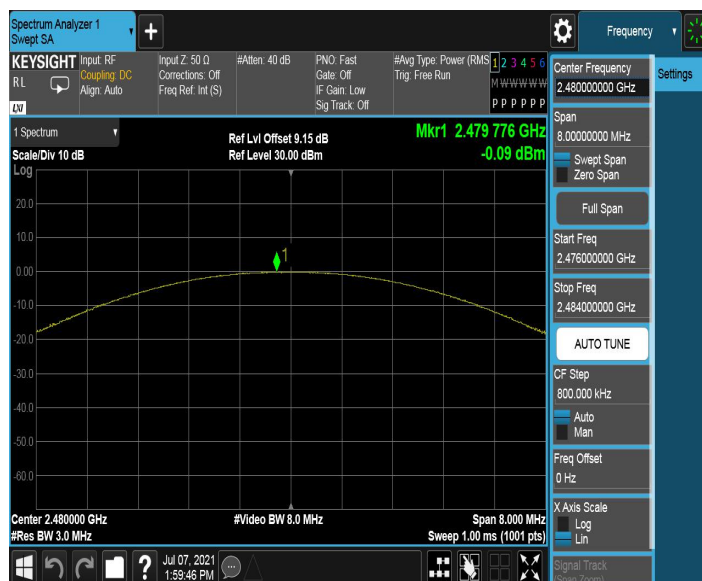 Spectrum Analyzer 1
Swept SA
Frequency
KEYSIGHT
RL
LXI
Input: RF
Coupling: DC
Align: Auto
Input Z: 50 Ω
Corrections: Off
Freq Ref: Int (S)
#Atten: 40 dB
PNO: Fast
Gate: Off
IF Gain: Low
Sig Track: Off
#Avg Type: Power (RMS
Trig: Free Run
1 2 3 4 5 6
M W W W W W
P P P P P P
Center Frequency
2.480000000 GHz
Settings
Span
8.00000000 MHz
Swept Span
Zero Span
Full Span
Start Freq
2.476000000 GHz
Stop Freq
2.484000000 GHz
AUTO TUNE
CF Step
800.000 kHz
Auto
Man
Freq Offset
0 Hz
X Axis Scale
Log
Lin
Signal Track
(Span Zoom)
1 Spectrum
Scale/Div 10 dB
Log
Ref Lvl Offset 9.15 dB
Ref Level 30.00 dBm
Mkr1 2.479 776 GHz
-0.09 dBm
1
20.0
10.0
0.00
-10.0
-20.0
-30.0
-40.0
-50.0
-60.0
Center 2.480000 GHz
#Res BW 3.0 MHz
#Video BW 8.0 MHz
Span 8.000 MHz
Sweep 1.00 ms (1001 pts)
?
Jul 07, 2021
1:59:46 PM